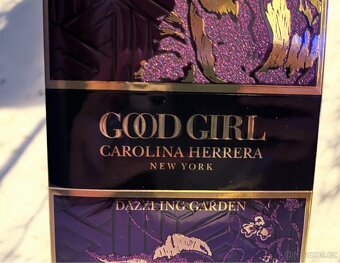 GOOD GIRL
CAROLINA HERRERA
NEW YORK
DAZZLING GARDEN